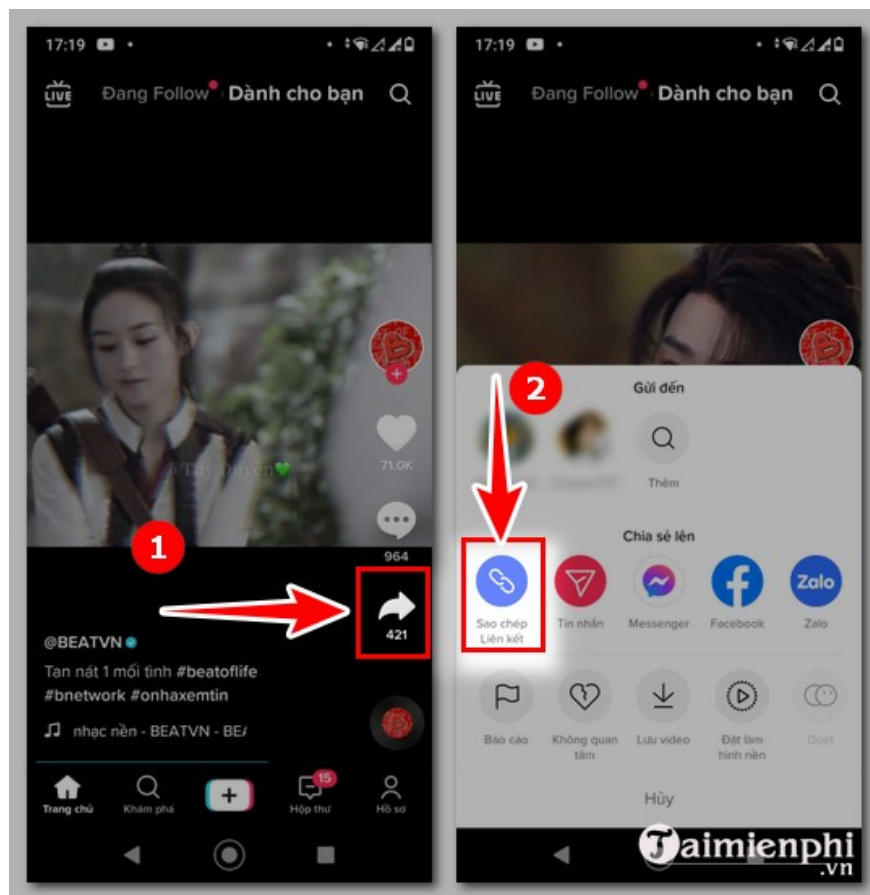 17:19
LIVE
Đang Follow
Dành cho bạn
71.0K
964
421
1
@BEATVN
Tan nát 1 mối tình #beatoflife
#bnetwork #onhaxemtin
nhạc nền - BEATVN - BEA
Trang chủ
Khám phá
15
Hộp thư
Hồ sơ
17:19
LIVE
Đang Follow
Dành cho bạn
2
Gửi đến
Thêm
Chia sẻ lên
Sao chép
Liên kết
Tin nhắn
Messenger
Facebook
Zalo
Zalo
Báo cáo
Không quan
tâm
Lưu video
Đặt làm
hình nền
Duet
Hủy
Taimienphi
.vn